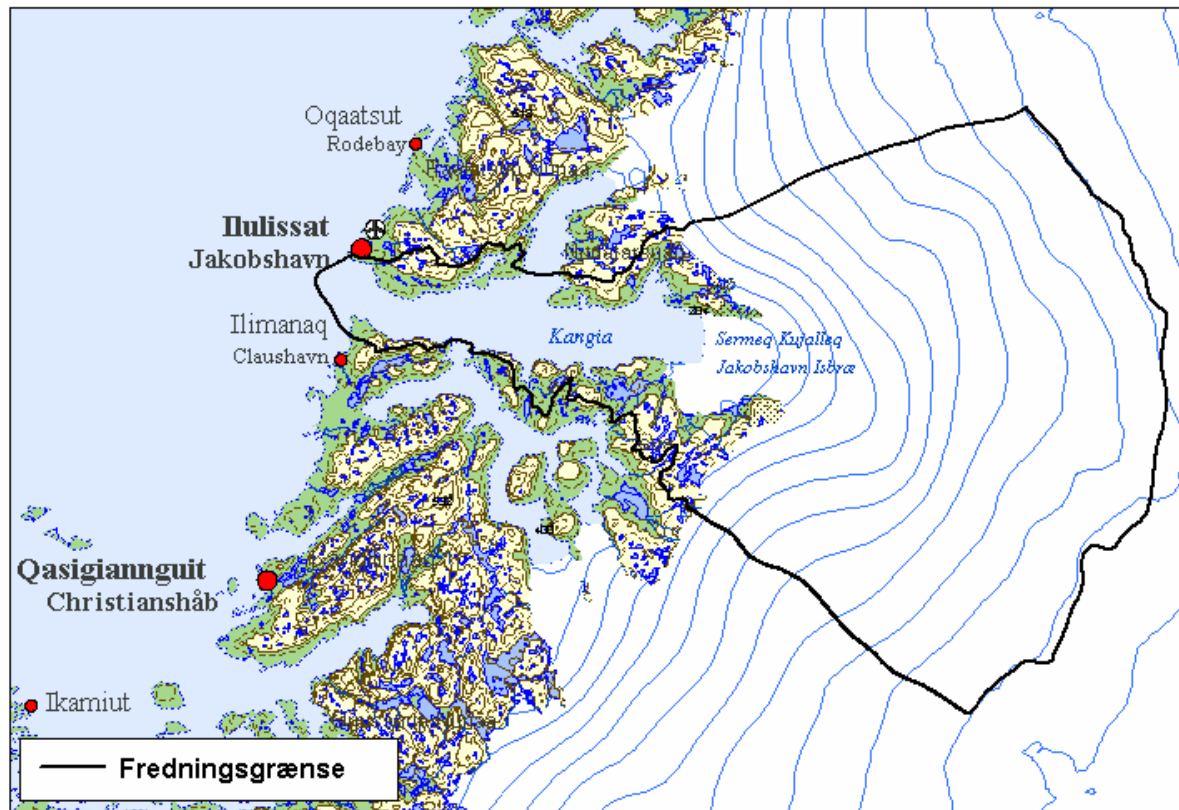 Oqaatsut
Rodebay
Ilulissat
Jakobshavn
Ilimanaq
Claushavn
Kangia
Sermeq Kujalleq
Jakobshavn Isbræ
Qasigiannguit
Christianshåb
Ikamiut
Fredningsgrænse